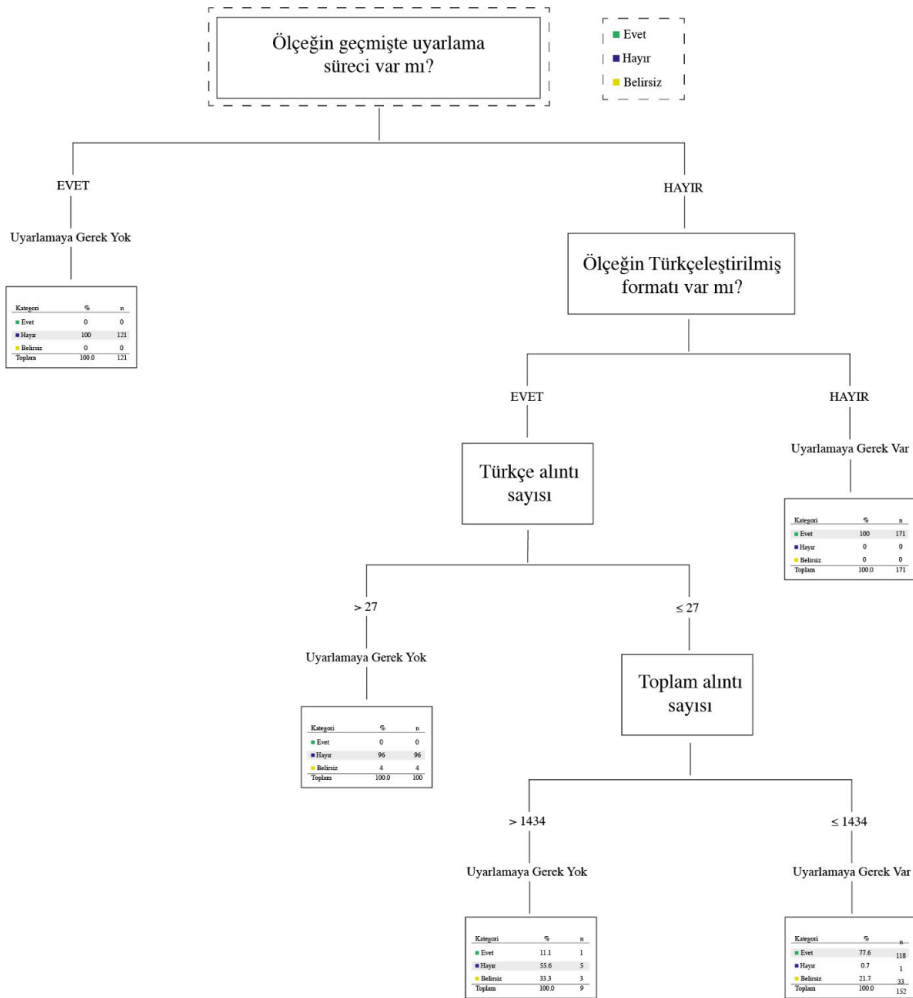 Ölçeğin geçmişte uyarlama
süreci var mı?
Evet
Hayır
Belirsiz
EVET
HAYIR
Uyarlamaya Gerek Yok
Kategori % n
Evet 0 0
Hayır 100 121
Belirsiz 0 0
Toplam 100.0 121
Ölçeğin Türkçeleştirilmiş
formatı var mı?
EVET
HAYIR
Türkçe alıntı
sayısı
Uyarlamaya Gerek Var
Kategori % n
Evet 100 171
Hayır 0 0
Belirsiz 0 0
Toplam 100.0 171
> 27
≤ 27
Uyarlamaya Gerek Yok
Kategori % n
Evet 0 0
Hayır 96 96
Belirsiz 4 4
Toplam 100.0 100
Toplam alıntı
sayısı
> 1434
≤ 1434
Uyarlamaya Gerek Yok
Kategori % n
Evet 11.1 1
Hayır 55.6 5
Belirsiz 33.3 3
Toplam 100.0 9
Uyarlamaya Gerek Var
Kategori % n
Evet 77.6 118
Hayır 0.7 1
Belirsiz 21.7 33
Toplam 100.0 152